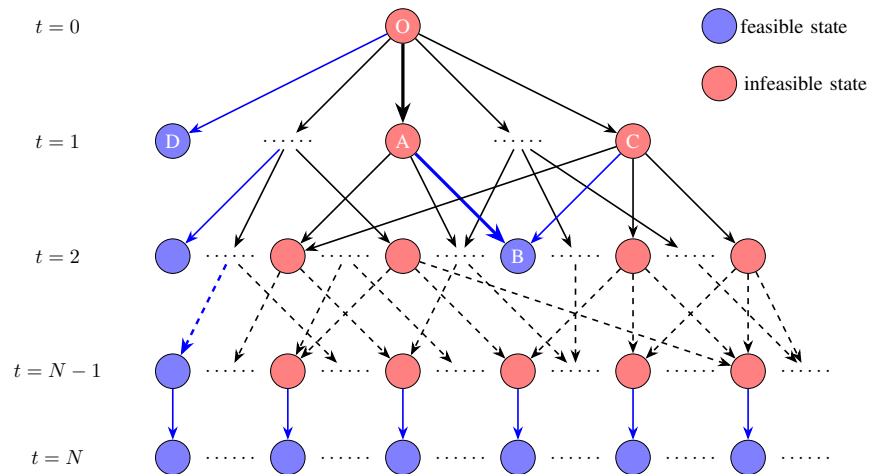 t = 0
O
feasible state
infeasible state
t = 1
D
......
A
......
C
t = 2
......
......
......
B
......
......
t = N − 1
......
......
......
......
......
......
t = N
......
......
......
......
......
......